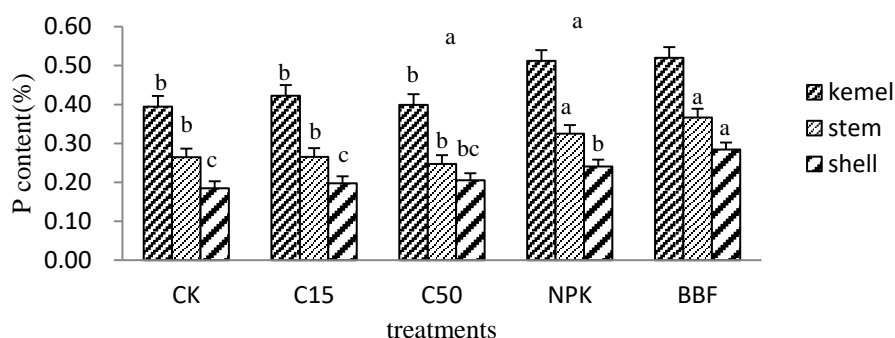 P content(%)
0.60
0.50
0.40
0.30
0.20
0.10
0.00
a
a
b
b
b
b
b
b
c
c
bc
a
b
a
a
CK
C15
C50
NPK
BBF
treatments
kemel
stem
shell